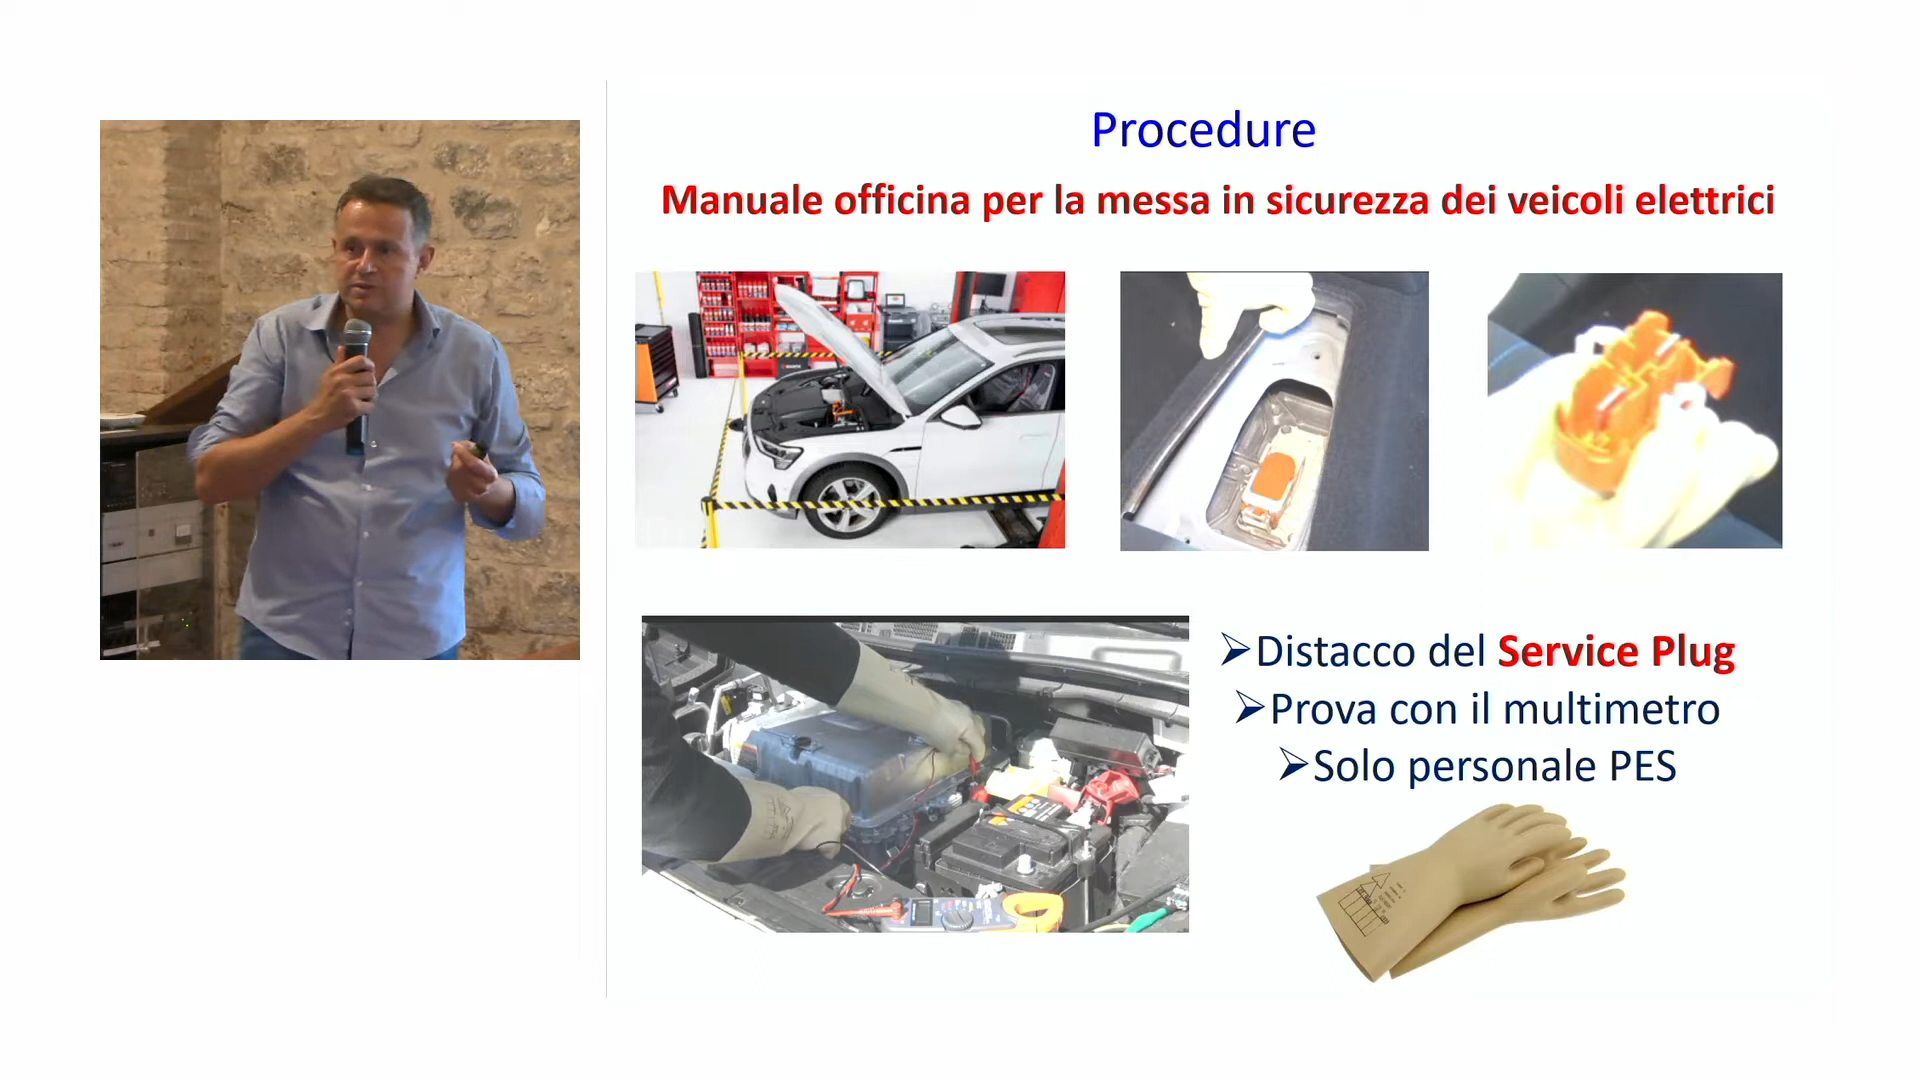 Procedure
Manuale officina per la messa in sicurezza dei veicoli elettrici
➢Distacco del Service Plug
➢Prova con il multimetro
➢Solo personale PES